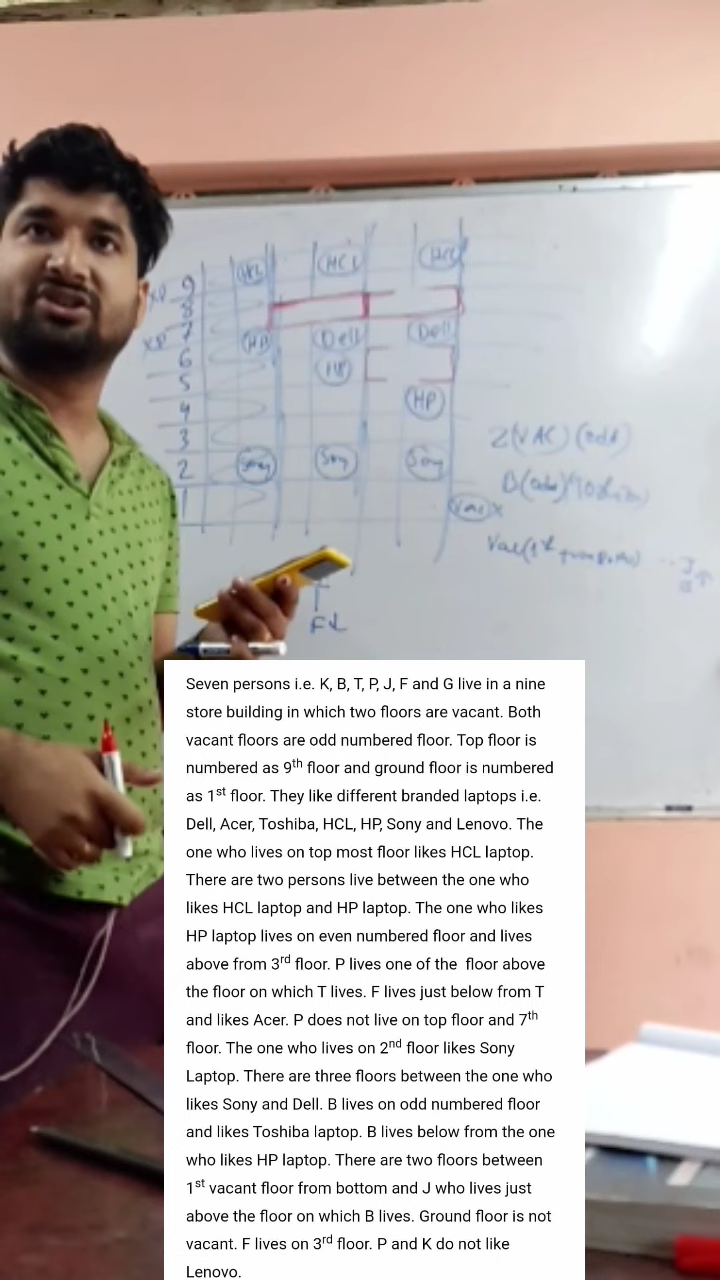 HCL HCL HCL
9
8
7 HP Dell Dell
6 HP
5
4 HP
3 2(VAC) (odd)
2 Sony Sony Sony
1
Vac X
F↓
Seven persons i.e. K, B, T, P, J, F and G live in a nine
store building in which two floors are vacant. Both
vacant floors are odd numbered floor. Top floor is
numbered as 9th floor and ground floor is numbered
as 1st floor. They like different branded laptops i.e.
Dell, Acer, Toshiba, HCL, HP, Sony and Lenovo. The
one who lives on top most floor likes HCL laptop.
There are two persons live between the one who
likes HCL laptop and HP laptop. The one who likes
HP laptop lives on even numbered floor and lives
above from 3rd floor. P lives one of the floor above
the floor on which T lives. F lives just below from T
and likes Acer. P does not live on top floor and 7th
floor. The one who lives on 2nd floor likes Sony
Laptop. There are three floors between the one who
likes Sony and Dell. B lives on odd numbered floor
and likes Toshiba laptop. B lives below from the one
who likes HP laptop. There are two floors between
1st vacant floor from bottom and J who lives just
above the floor on which B lives. Ground floor is not
vacant. F lives on 3rd floor. P and K do not like
Lenovo.